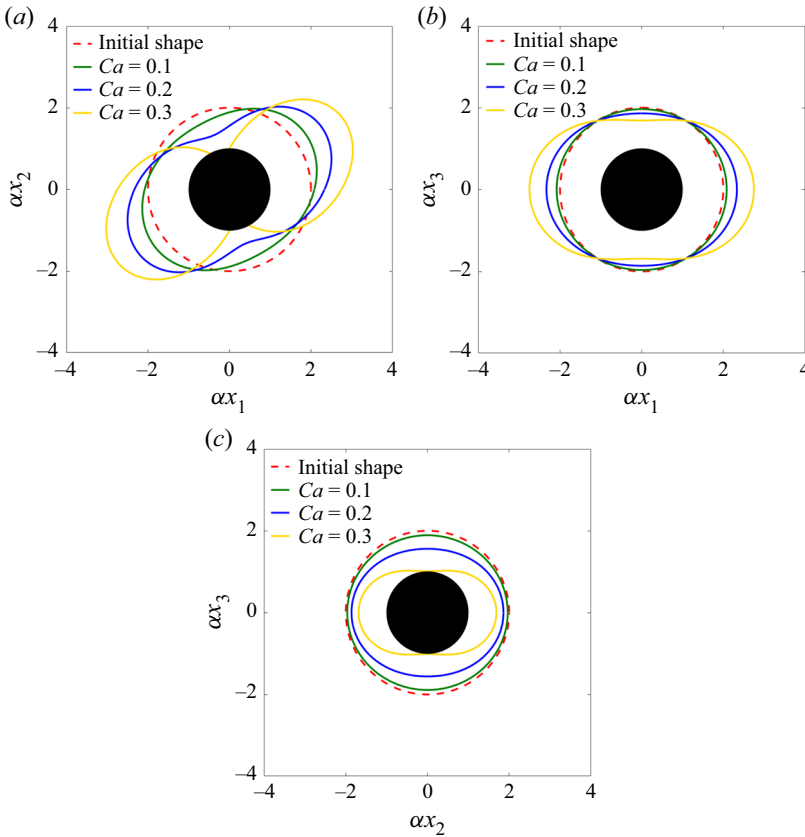 (a)
4
2
0
–2
–4
αx2
Initial shape
Ca = 0.1
Ca = 0.2
Ca = 0.3
–4 –2 0 2 4
αx1
(b)
4
2
0
–2
–4
αx3
Initial shape
Ca = 0.1
Ca = 0.2
Ca = 0.3
–4 –2 0 2 4
αx1
(c)
4
2
0
–2
–4
αx3
Initial shape
Ca = 0.1
Ca = 0.2
Ca = 0.3
–4 –2 0 2 4
αx2